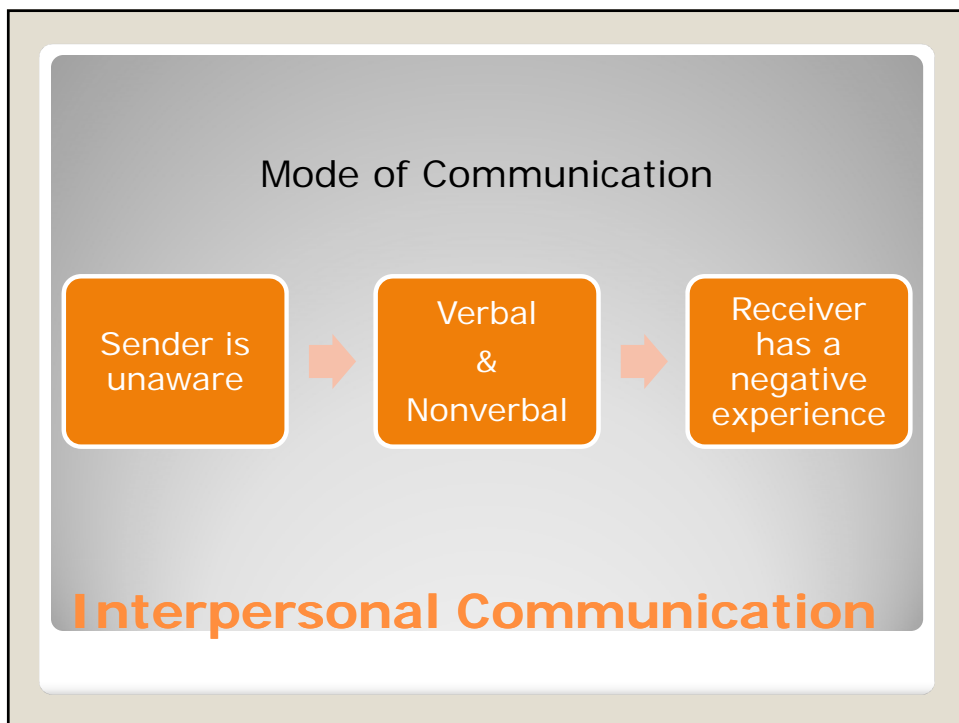 Mode of Communication
Sender is
unaware
Verbal
&
Nonverbal
Receiver
has a
negative
experience
Interpersonal Communication